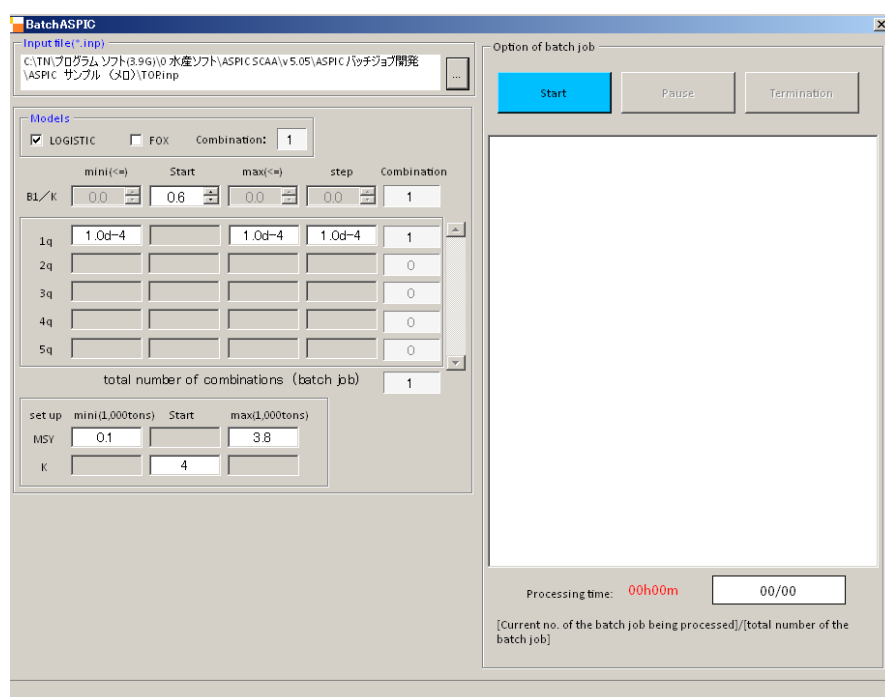 BatchASPIC
Input file(*.inp)
C:\TN\プログラム ソフト(3.9G)\0 水産ソフト\ASPIC SCAA\v5.05\ASPIC バッチジョブ開発
\ASPIC サンプル （メロ）\TOP.inp
...
Models
LOGISTIC FOX Combination: 1
mini(<=) Start max(<=) step Combination
B1／K 0.0 0.6 0.0 0.0 1
1q 1.0d-4 1.0d-4 1.0d-4 1
2q 0
3q 0
4q 0
5q 0
total number of combinations (batch job) 1
set up mini(1,000tons) Start max(1,000tons)
MSY 0.1 3.8
K 4
Option of batch job
Start Pause Termination
Processing time: 00h00m 00/00
[Current no. of the batch job being processed]/[total number of the
batch job]